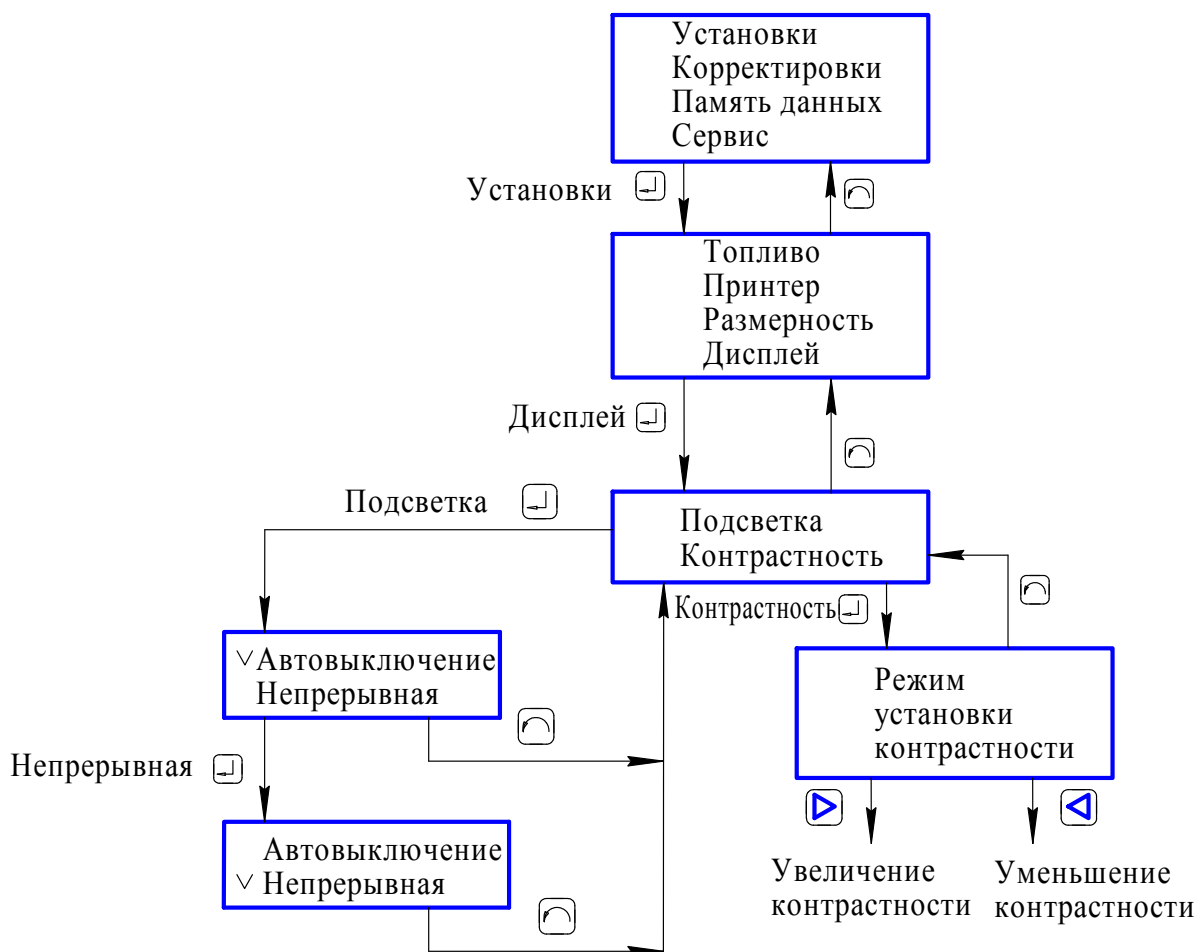 Установки
Корректировки
Память данных
Сервис
Установки
Топливо
Принтер
Размерность
Дисплей
Дисплей
Подсветка
Подсветка
Контрастность
Контрастность
Автовыключение
Непрерывная
Режим
установки
контрастности
Непрерывная
Автовыключение
Непрерывная
Увеличение
контрастности
Уменьшение
контрастности